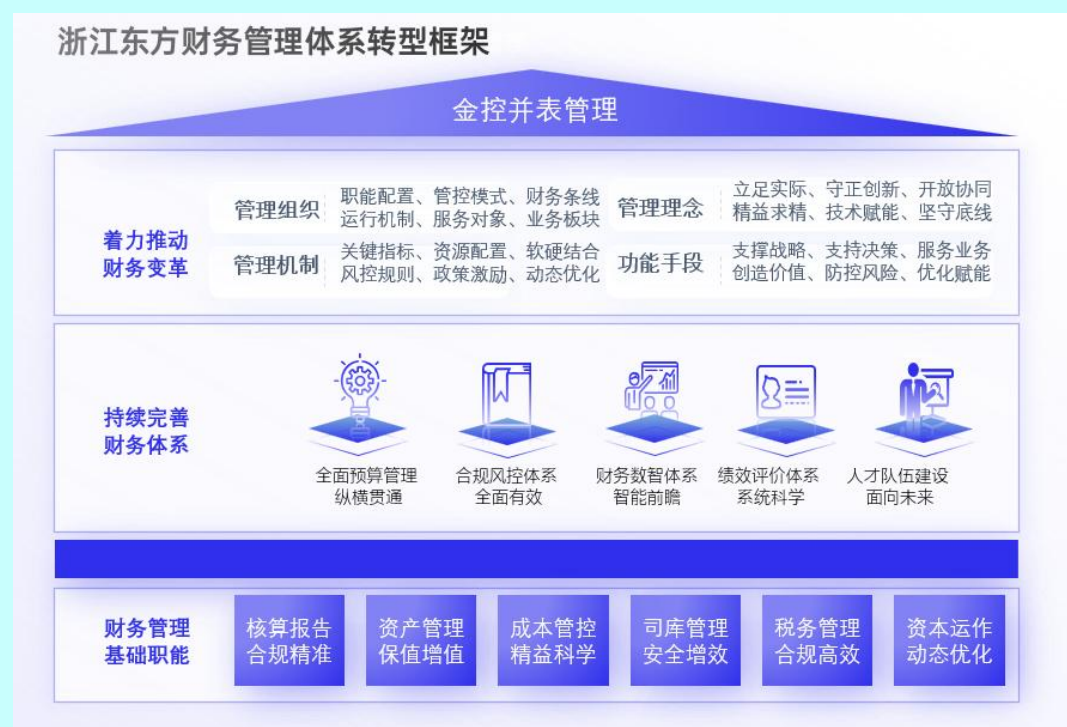 浙江东方财务管理体系转型框架
金控并表管理
着力推动
财务变革
管理组织
职能配置、管控模式、财务条线
运行机制、服务对象、业务板块
管理理念
立足实际、守正创新、开放协同
精益求精、技术赋能、坚守底线
管理机制
关键指标、资源配置、软硬结合
风控规则、政策激励、动态优化
功能手段
支撑战略、支持决策、服务业务
创造价值、防控风险、优化赋能
持续完善
财务体系
全面预算管理
纵横贯通
合规风控体系
全面有效
财务数智体系
智能前瞻
绩效评价体系
系统科学
人才队伍建设
面向未来
财务管理
基础职能
核算报告
合规精准
资产管理
保值增值
成本管控
精益科学
司库管理
安全增效
税务管理
合规高效
资本运作
动态优化